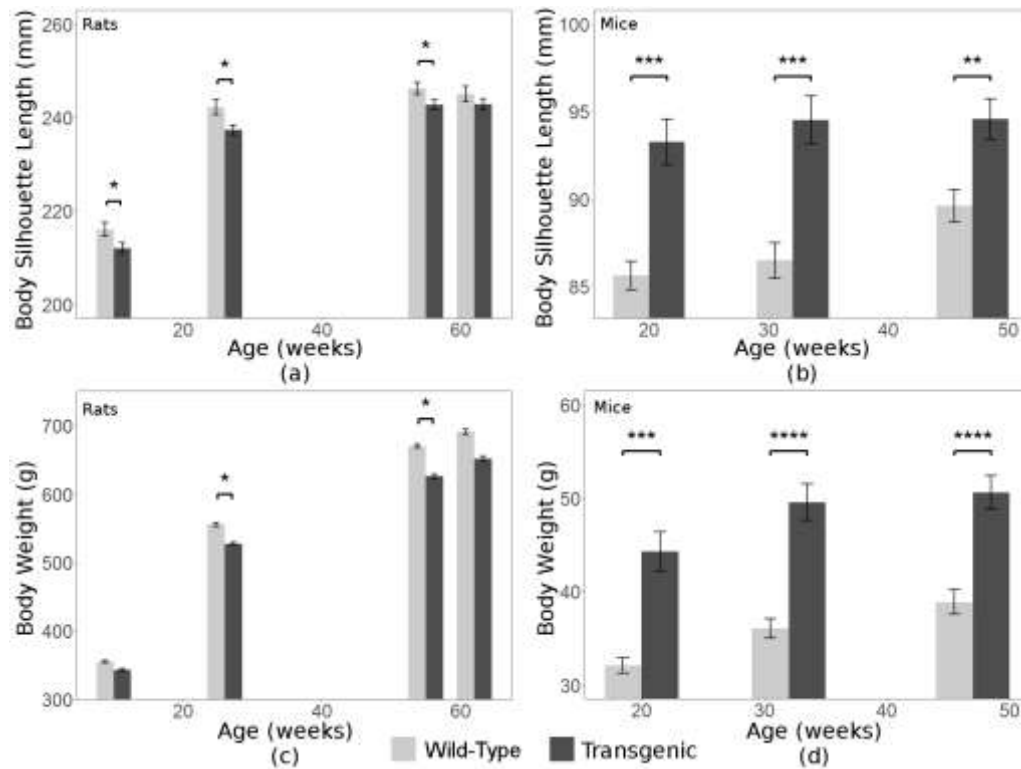 Rats
Body Silhouette Length (mm)
260
240
220
200
*
*
*
20
40
60
Age (weeks)
(a)
Mice
Body Silhouette Length (mm)
100
95
90
85
***
***
**
20
30
40
50
Age (weeks)
(b)
Rats
Body Weight (g)
700
600
500
400
300
*
*
20
40
60
Age (weeks)
(c)
Mice
Body Weight (g)
60
50
40
30
***
****
****
20
30
40
50
Age (weeks)
(d)
Wild-Type
Transgenic